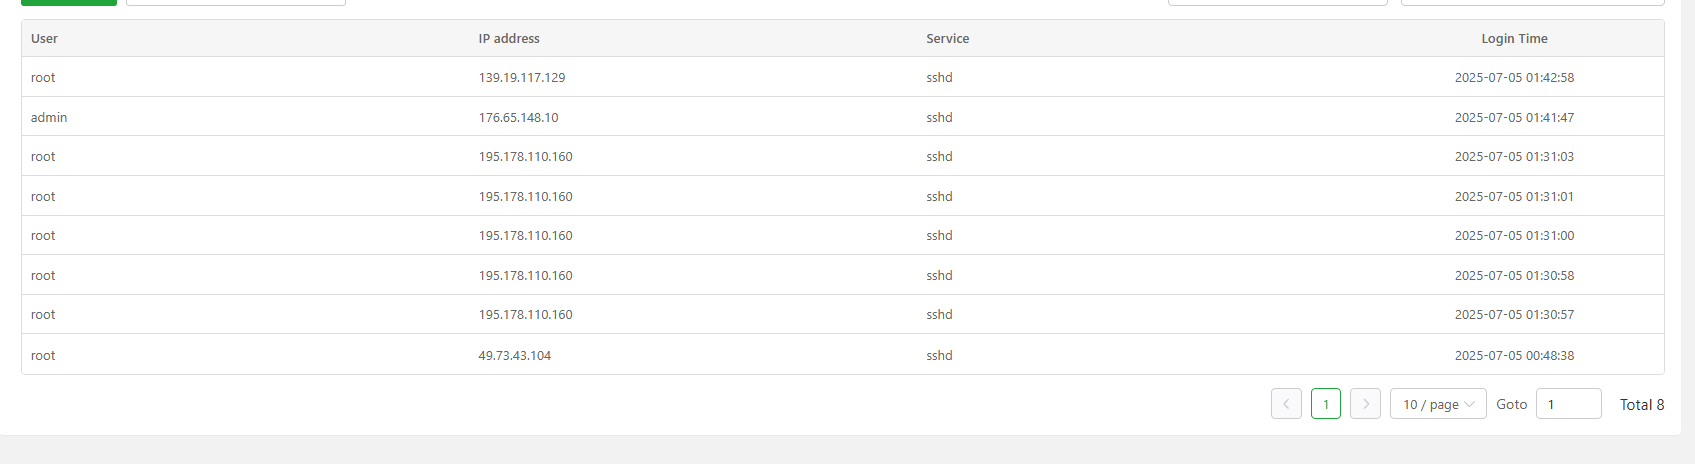 User IP address Service Login Time
root 139.19.117.129 sshd 2025-07-05 01:42:58
admin 176.65.148.10 sshd 2025-07-05 01:41:47
root 195.178.110.160 sshd 2025-07-05 01:31:03
root 195.178.110.160 sshd 2025-07-05 01:31:01
root 195.178.110.160 sshd 2025-07-05 01:31:00
root 195.178.110.160 sshd 2025-07-05 01:30:58
root 195.178.110.160 sshd 2025-07-05 01:30:57
root 49.73.43.104 sshd 2025-07-05 00:48:38
1 10 / page Goto 1 Total 8